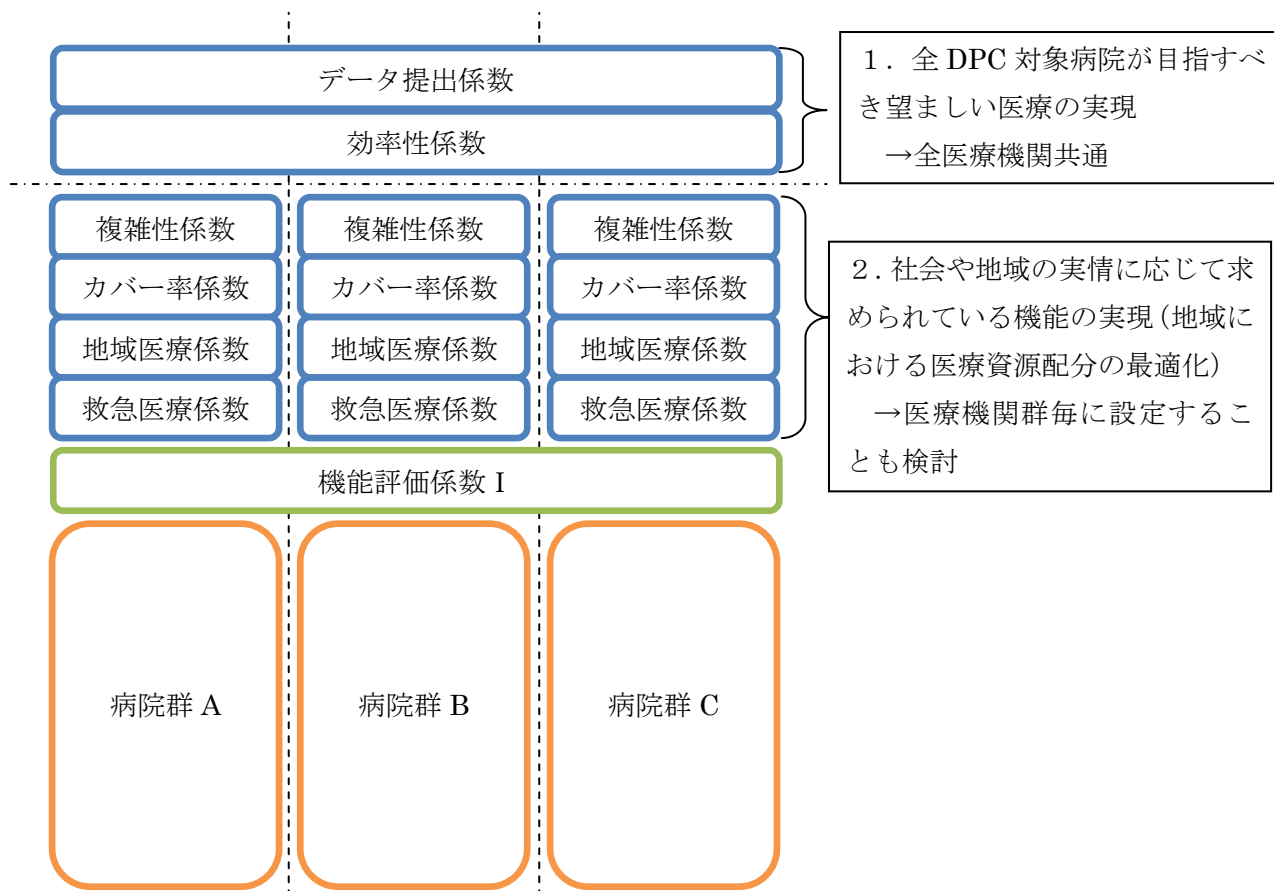 データ提出係数
効率性係数
１．全 DPC 対象病院が目指すべ
き望ましい医療の実現
→全医療機関共通
複雑性係数
複雑性係数
複雑性係数
カバー率係数
カバー率係数
カバー率係数
地域医療係数
地域医療係数
地域医療係数
救急医療係数
救急医療係数
救急医療係数
２．社会や地域の実情に応じて求
められている機能の実現（地域に
おける医療資源配分の最適化）
→医療機関群毎に設定するこ
とも検討
機能評価係数 I
病院群 A
病院群 B
病院群 C